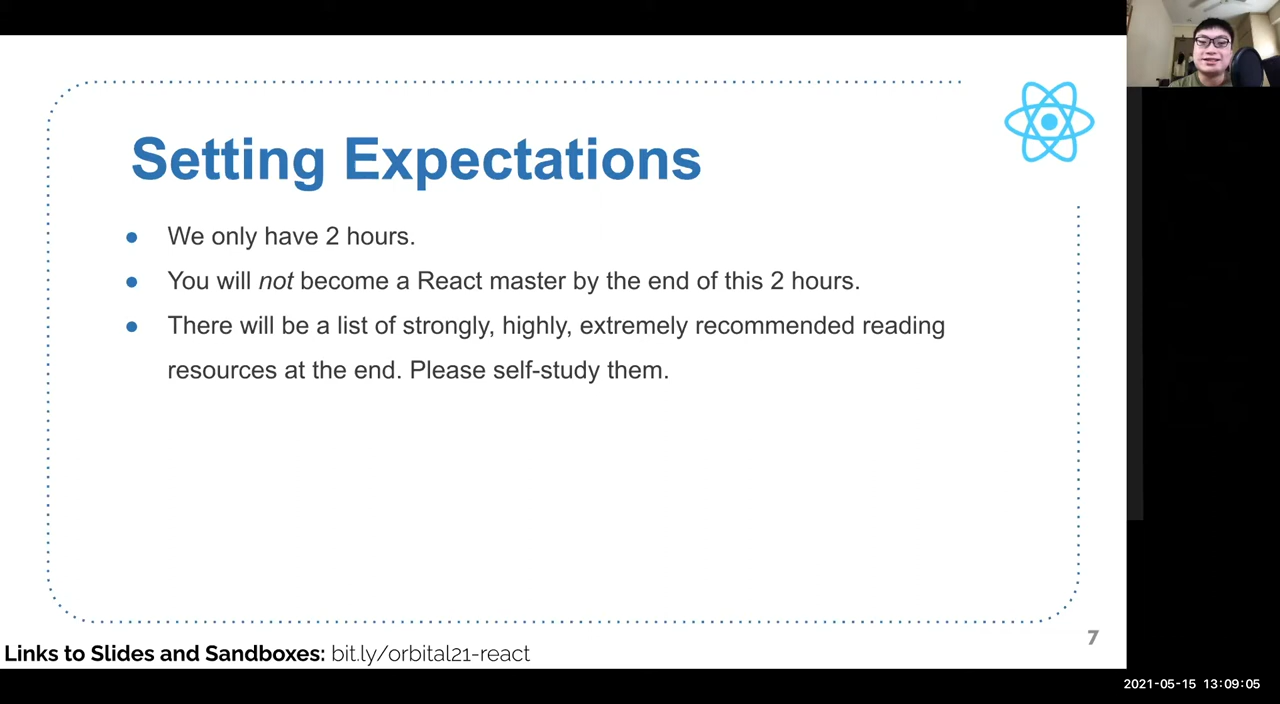 Setting Expectations
● We only have 2 hours.
● You will not become a React master by the end of this 2 hours.
● There will be a list of strongly, highly, extremely recommended reading
resources at the end. Please self-study them.
7
Links to Slides and Sandboxes: bit.ly/orbital21-react
2021-05-15 13:09:05